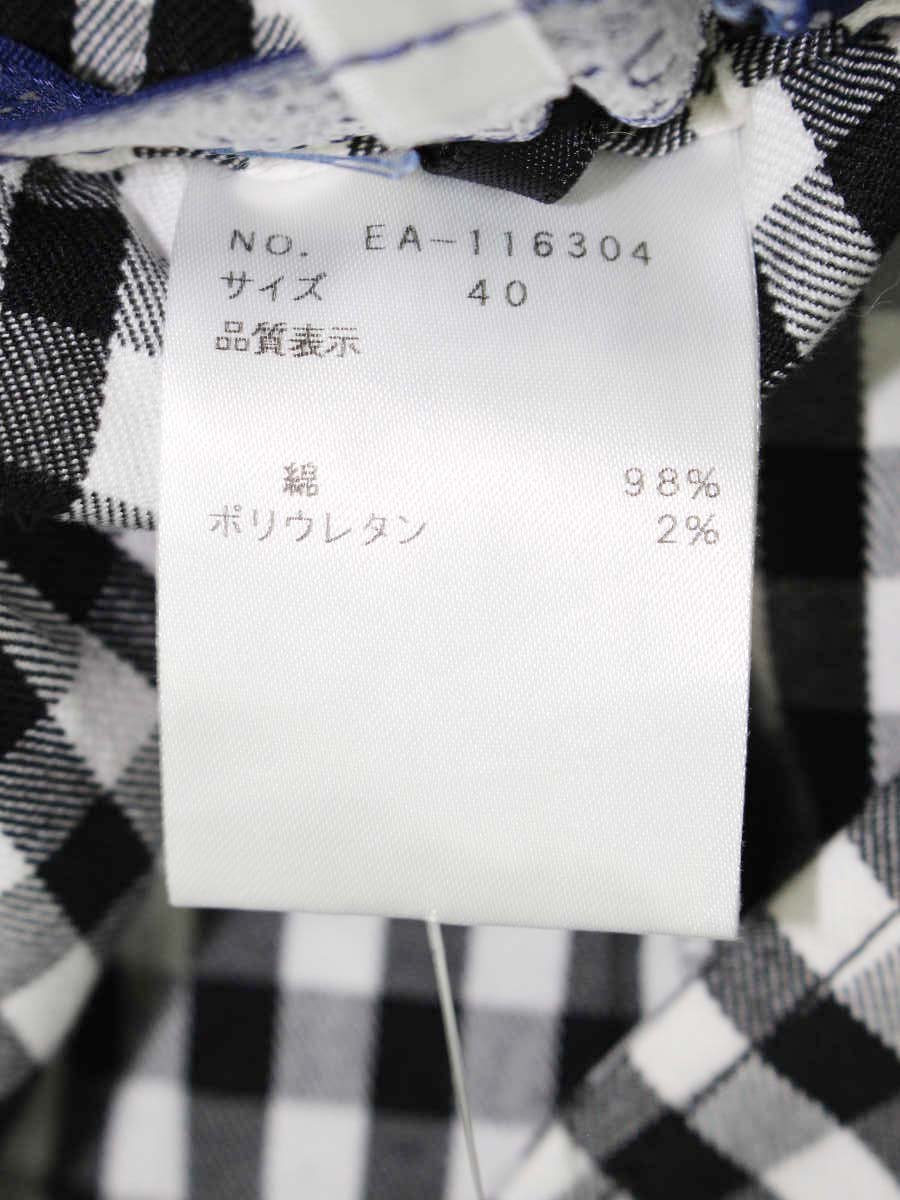 NO. EA-116304
サイズ 40
品質表示
綿 98%
ポリウレタン 2%